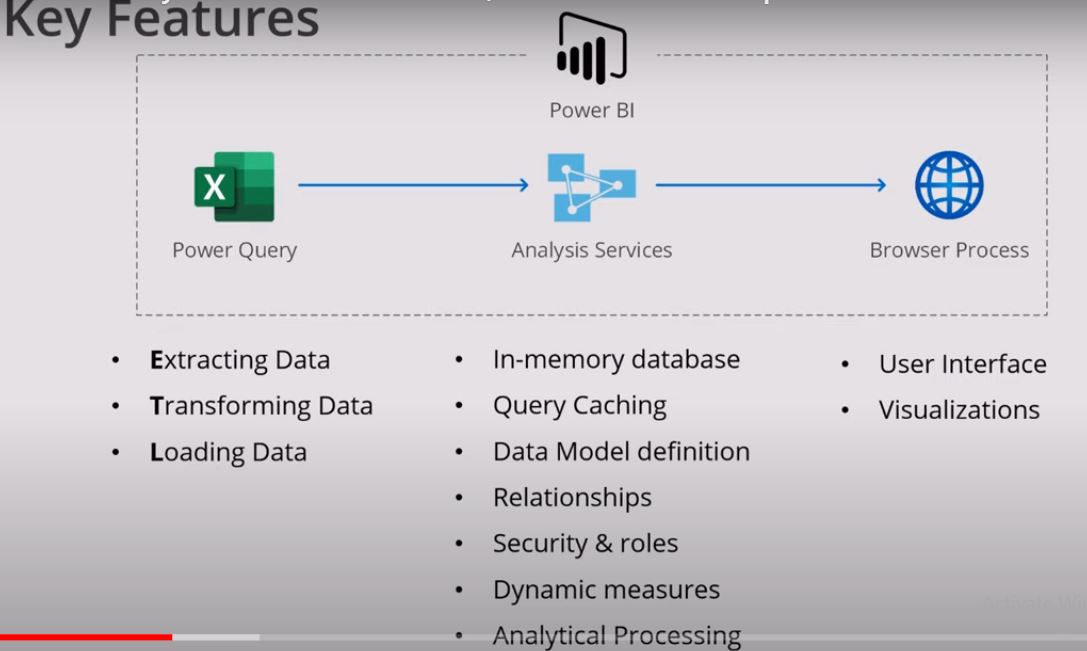 Key Features
Power BI
X
Power Query
Analysis Services
Browser Process
• Extracting Data
• Transforming Data
• Loading Data
• In-memory database
• Query Caching
• Data Model definition
• Relationships
• Security & roles
• Dynamic measures
• Analytical Processing
• User Interface
• Visualizations
Activate Wi